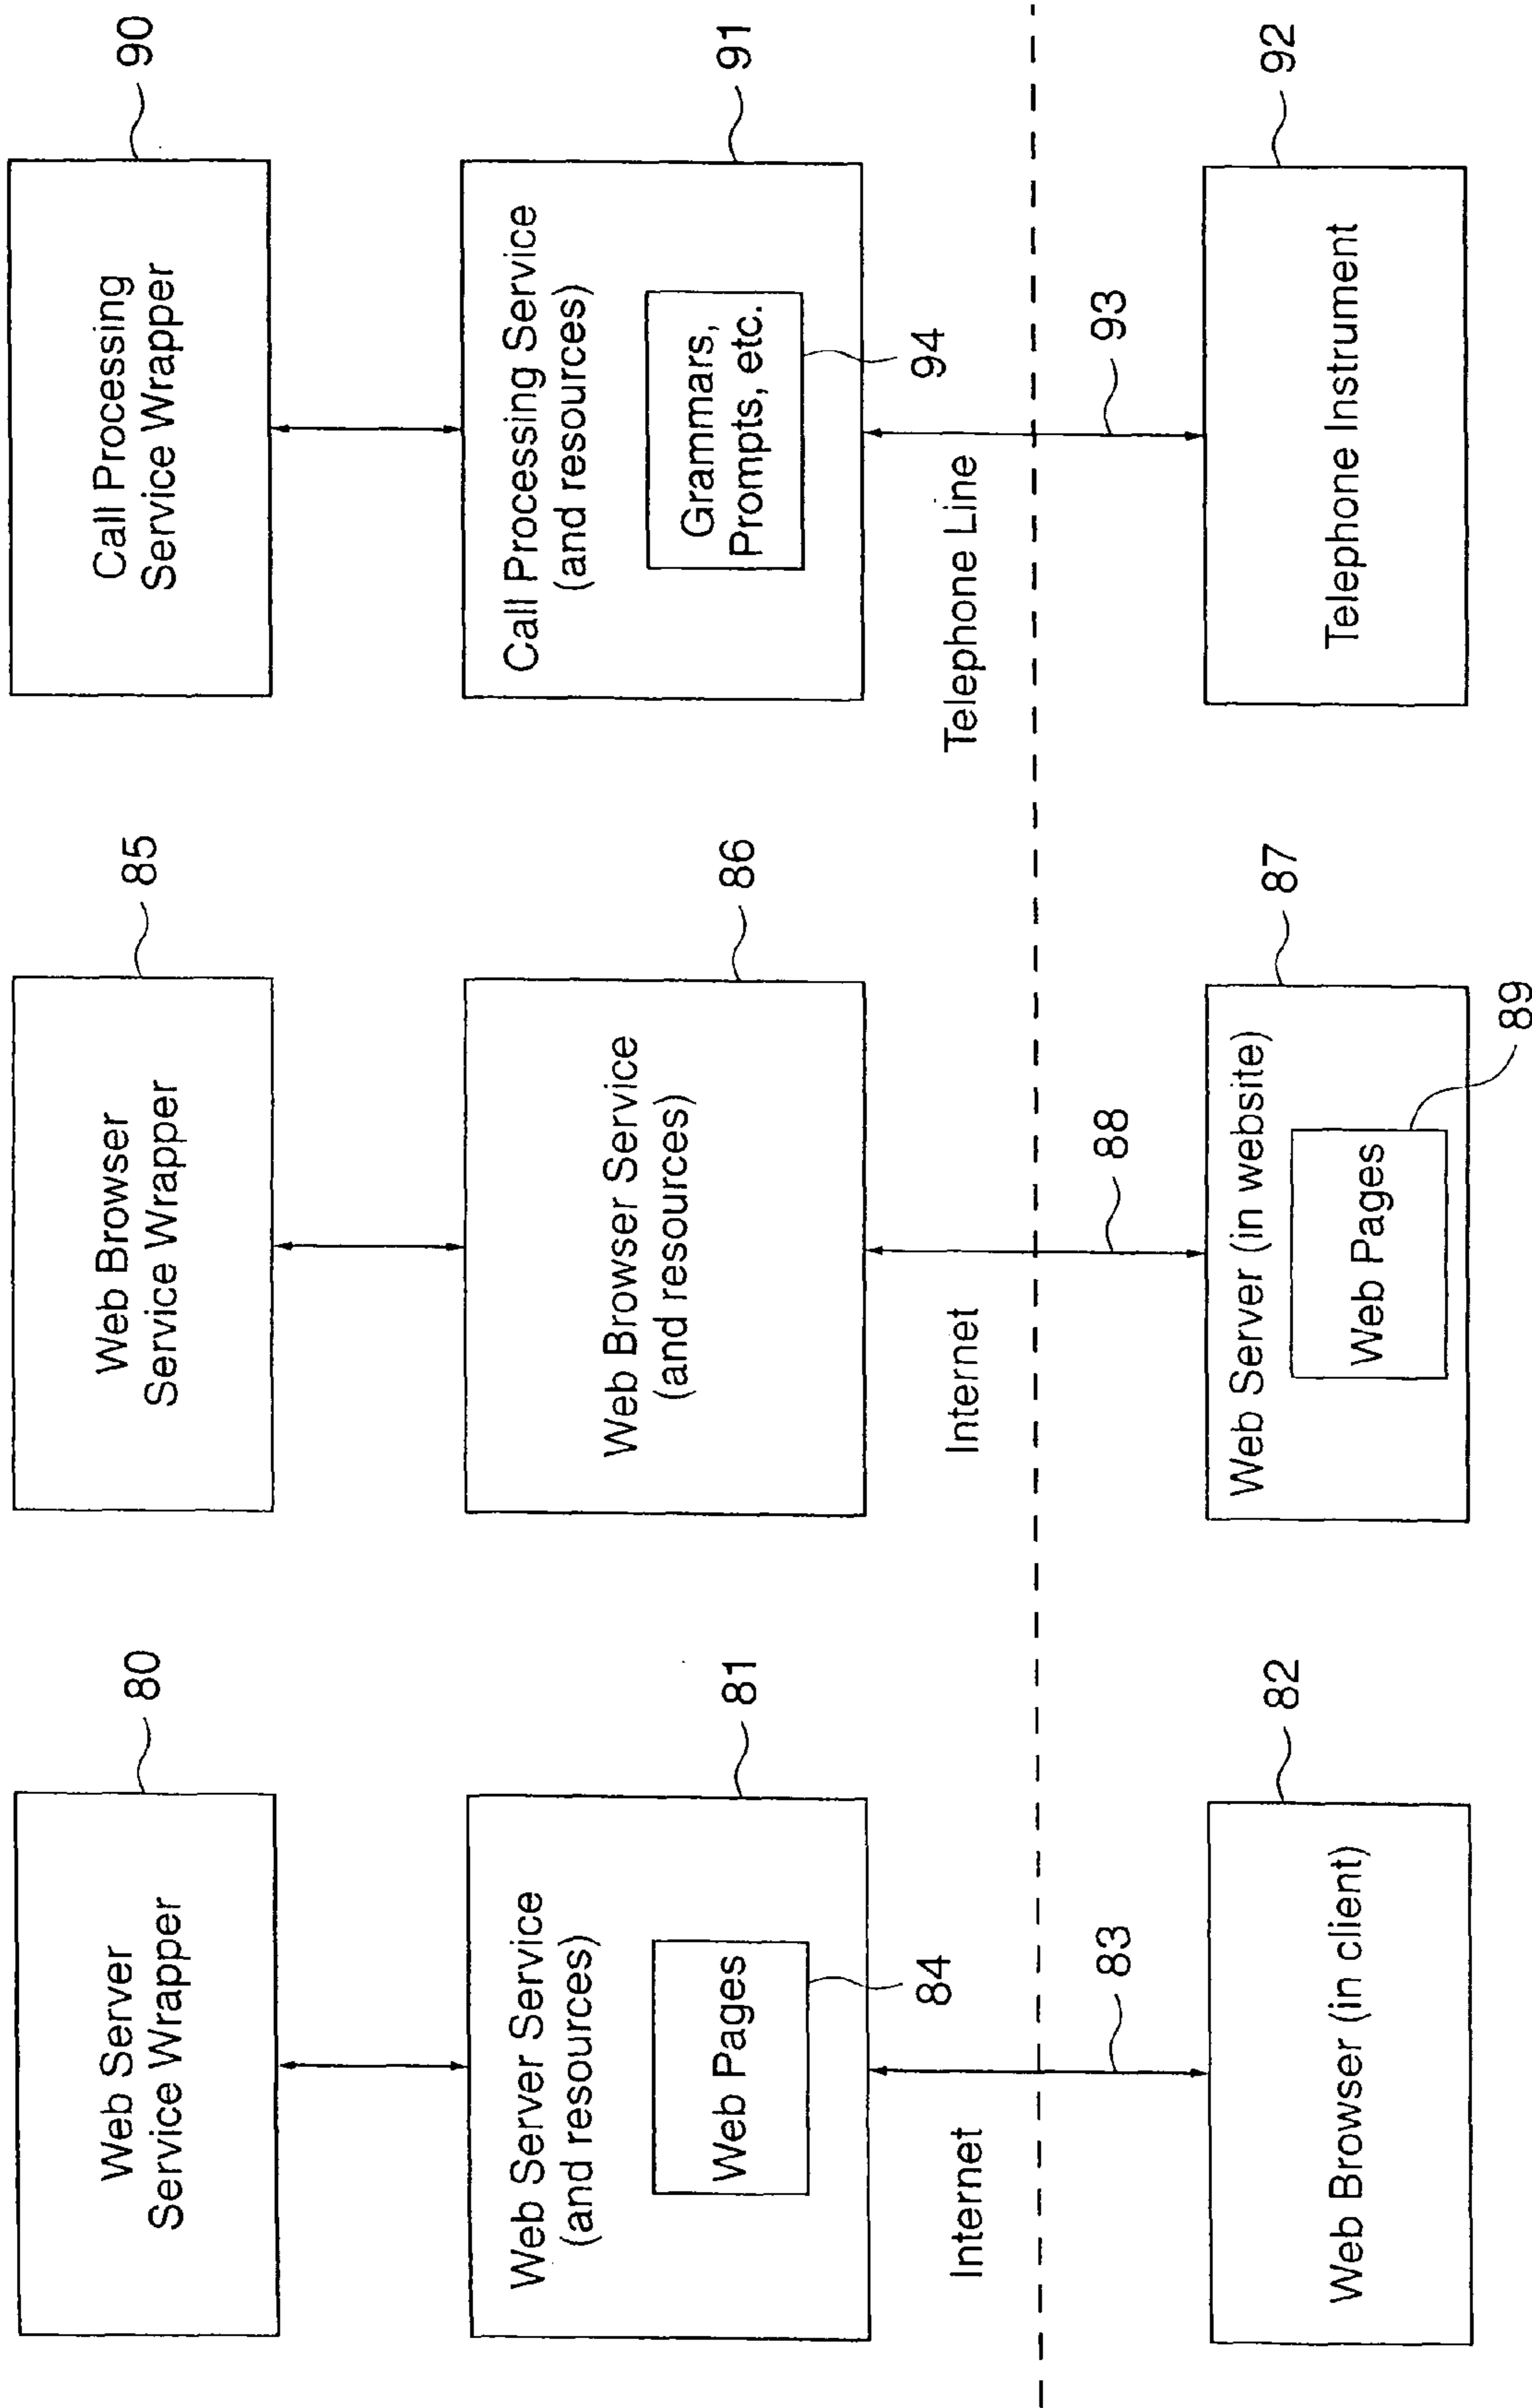 Web Server
Service Wrapper
80
Web Server Service
(and resources)
Web Pages
81
84
Internet
83
Web Browser (in client)
82
Web Browser
Service Wrapper
85
Web Browser Service
(and resources)
86
Internet
88
Web Server (in website)
Web Pages
87
89
Call Processing
Service Wrapper
90
Call Processing Service
(and resources)
Grammars,
Prompts, etc.
91
94
Telephone Line
93
Telephone Instrument
92